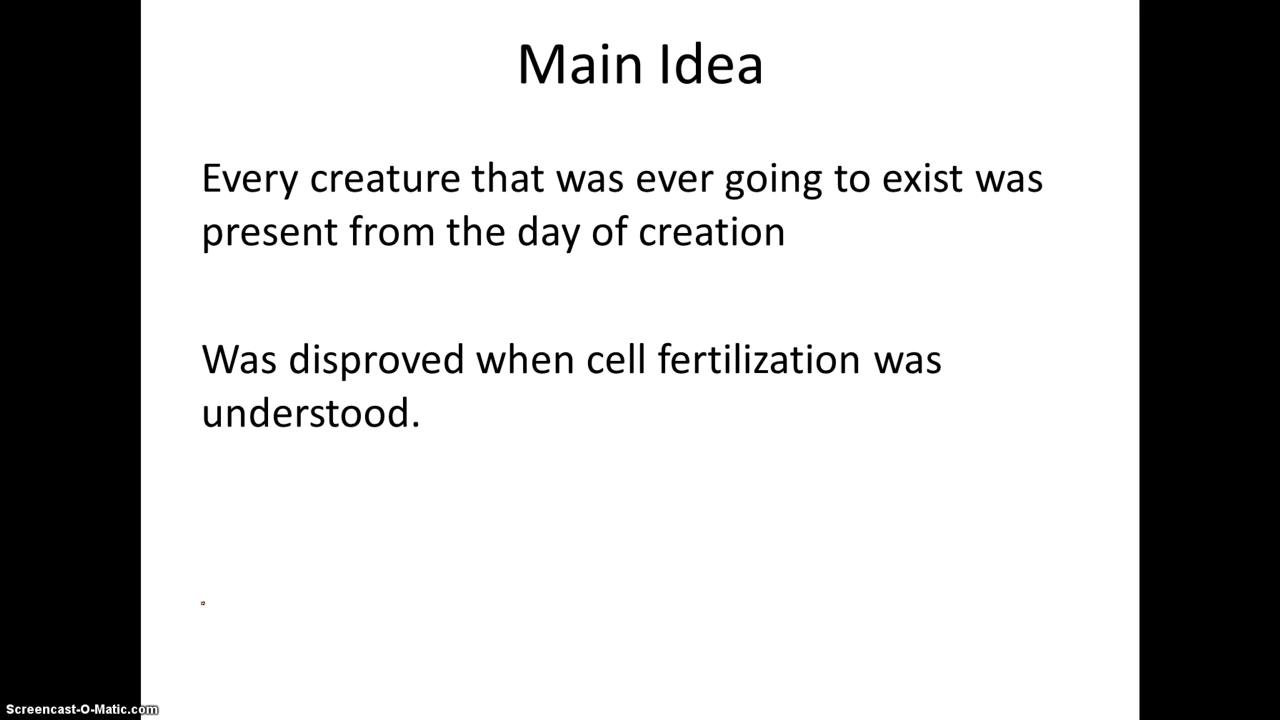 Main Idea
Every creature that was ever going to exist was
present from the day of creation
Was disproved when cell fertilization was
understood.
Screencast-O-Matic.com